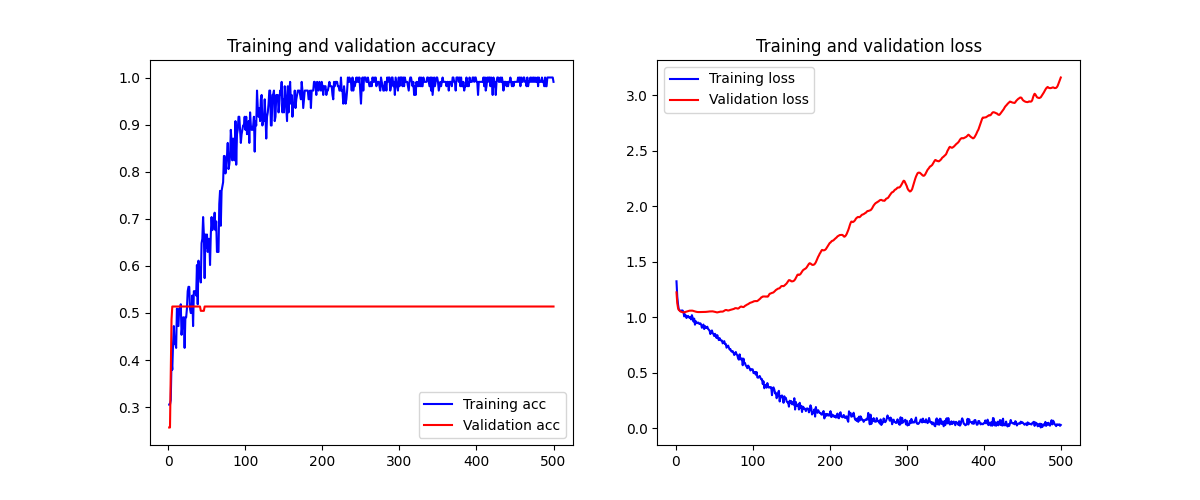 Training and validation accuracy
1.0
0.9
0.8
0.7
0.6
0.5
0.4
0.3
Training acc
Validation acc
0 100 200 300 400 500
Training and validation loss
Training loss
Validation loss
3.0
2.5
2.0
1.5
1.0
0.5
0.0
0 100 200 300 400 500